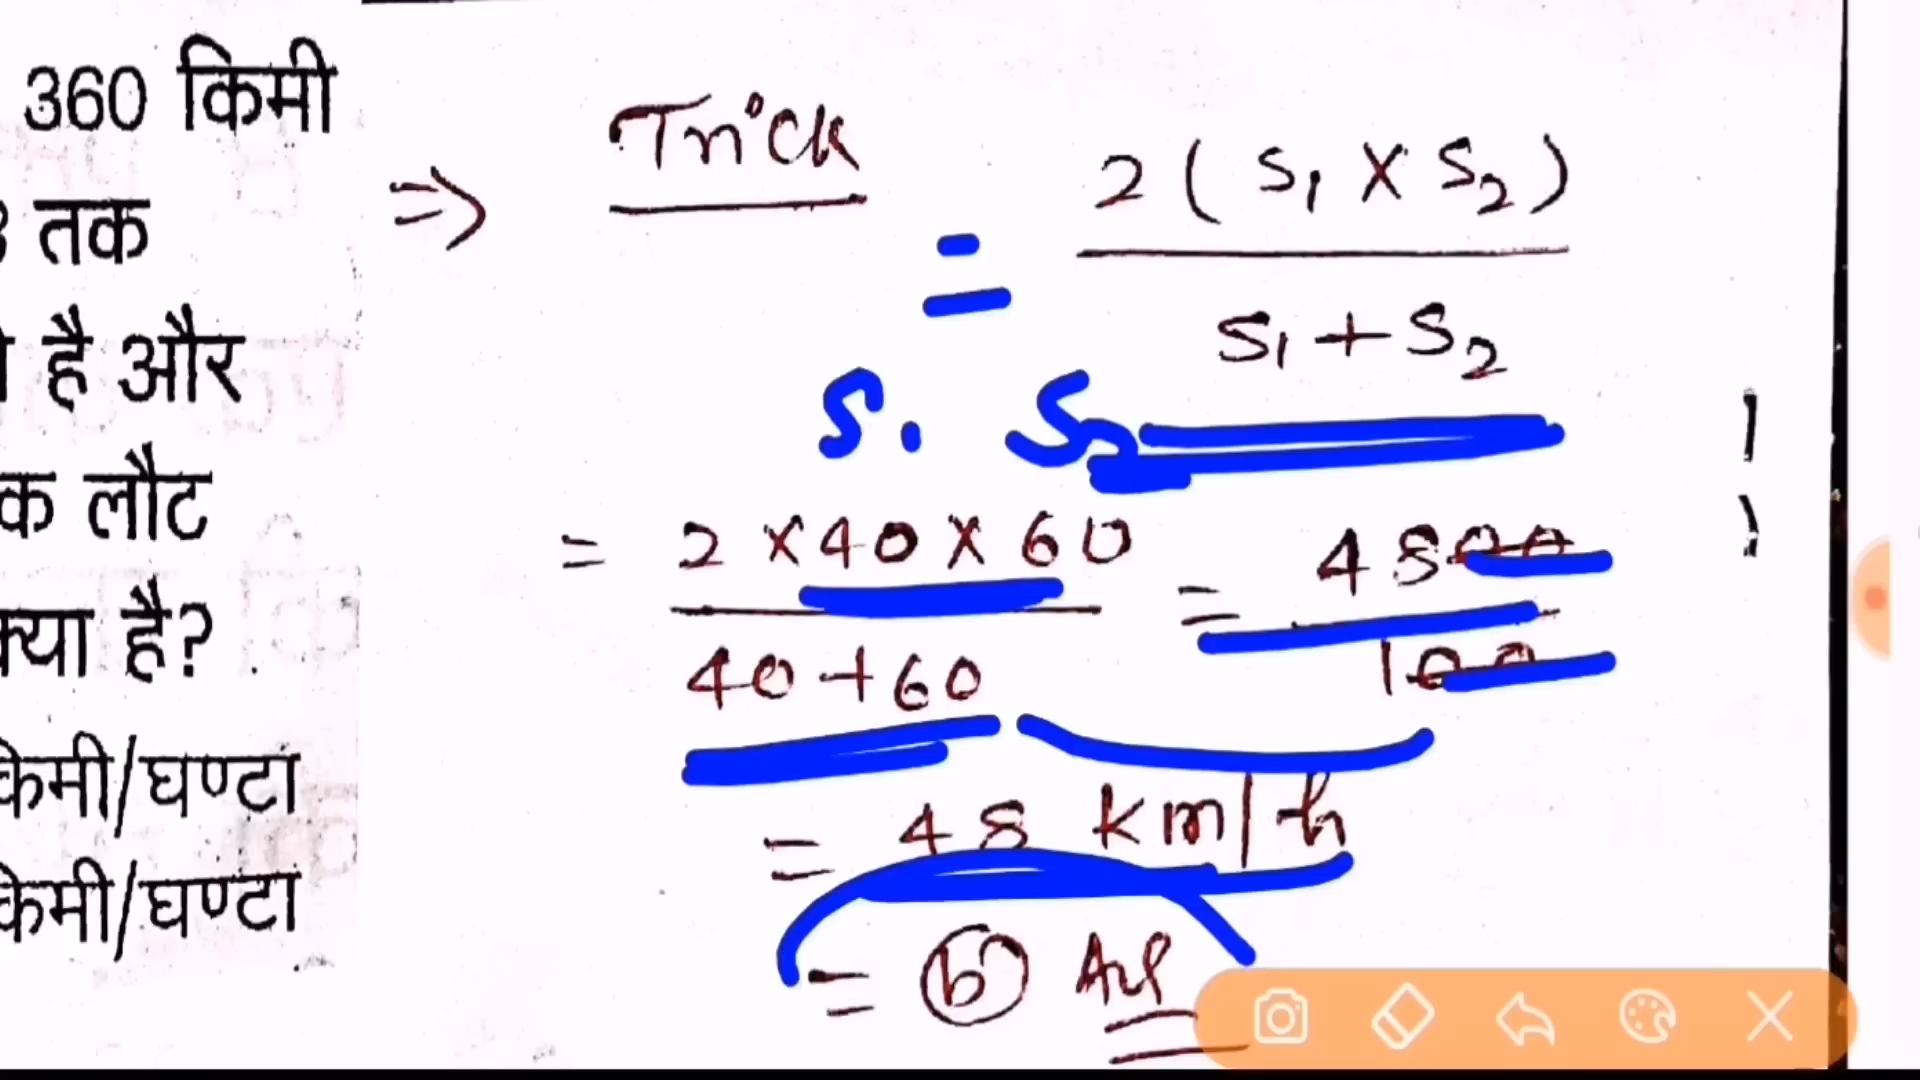 360 किमी
तक
है और
लौट
क्या है?
किमी/घण्टा
किमी/घण्टा
⇒ Trick
= 2 ( S1 X S2 )
S1 + S2
S1 S2
= 2 X 40 X 60 = 4800
40 + 60 100
= 48 Km/h
= (b) Ans